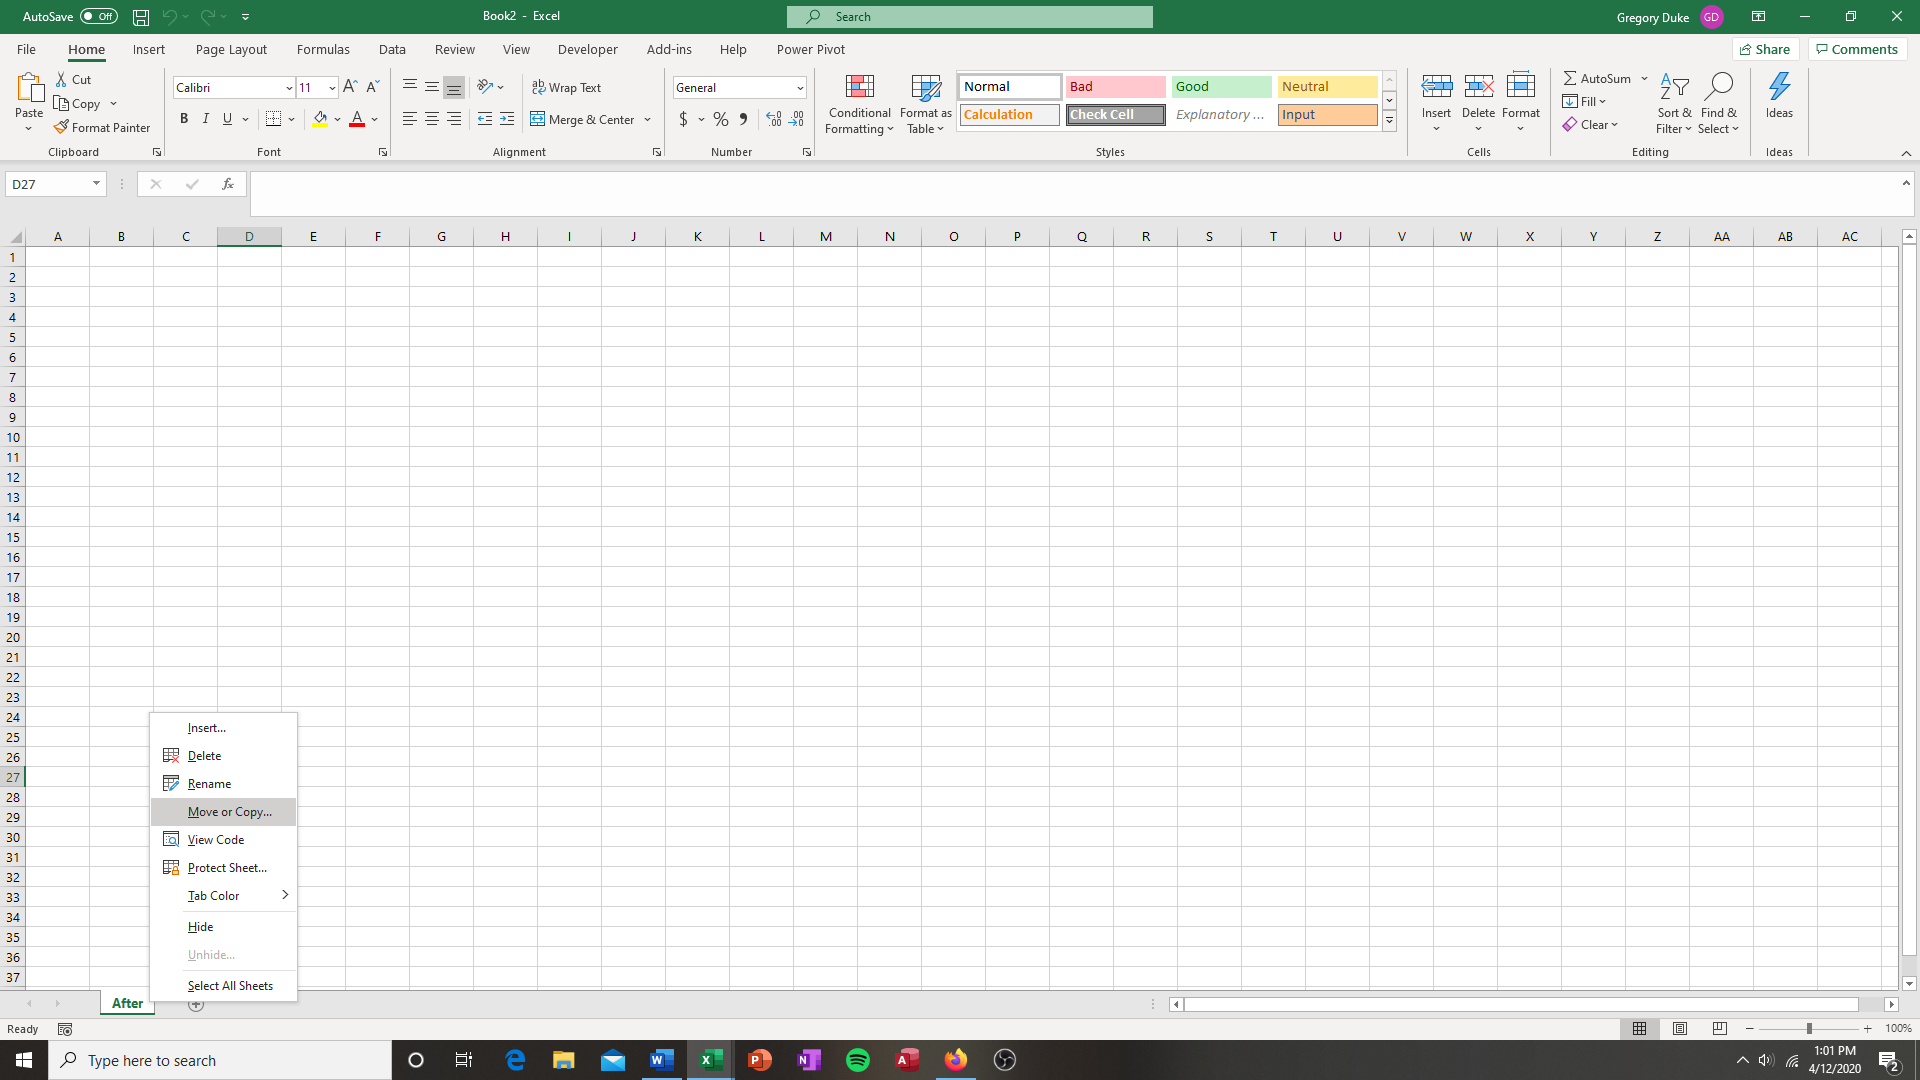 AutoSave Off
Book2 - Excel
Search
Gregory Duke GD
File Home Insert Page Layout Formulas Data Review View Developer Add-ins Help Power Pivot
Share Comments
Paste
Cut
Copy
Format Painter
Clipboard
Calibri 11
B I U
Font
Wrap Text
Merge & Center
Alignment
General
$ % 9
Number
Conditional Formatting
Format as Table
Normal Bad Good Neutral
Calculation Check Cell Explanatory ... Input
Styles
Insert Delete Format
Cells
AutoSum
Fill
Clear
Sort & Filter
Find & Select
Editing
Ideas
Ideas
D27
fx
A B C D E F G H I J K L M N O P Q R S T U V W X Y Z AA AB AC
1
2
3
4
5
6
7
8
9
10
11
12
13
14
15
16
17
18
19
20
21
22
23
24
25
26
27
28
29
30
31
32
33
34
35
36
37
Insert...
Delete
Rename
Move or Copy...
View Code
Protect Sheet...
Tab Color
Hide
Unhide...
Select All Sheets
After
Ready
100%
Type here to search
1:01 PM
4/12/2020
2